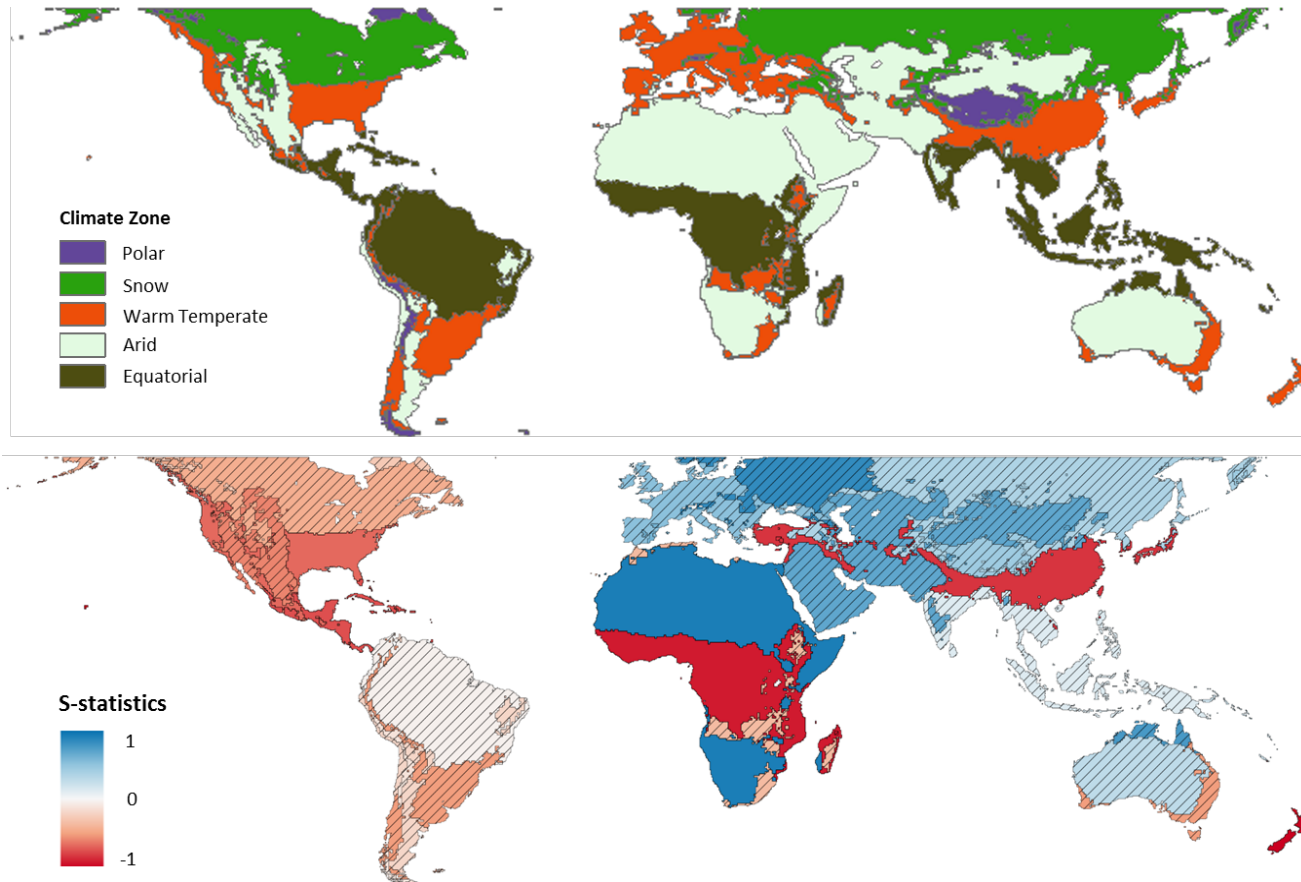 Climate Zone
Polar
Snow
Warm Temperate
Arid
Equatorial
S-statistics
1
0
-1